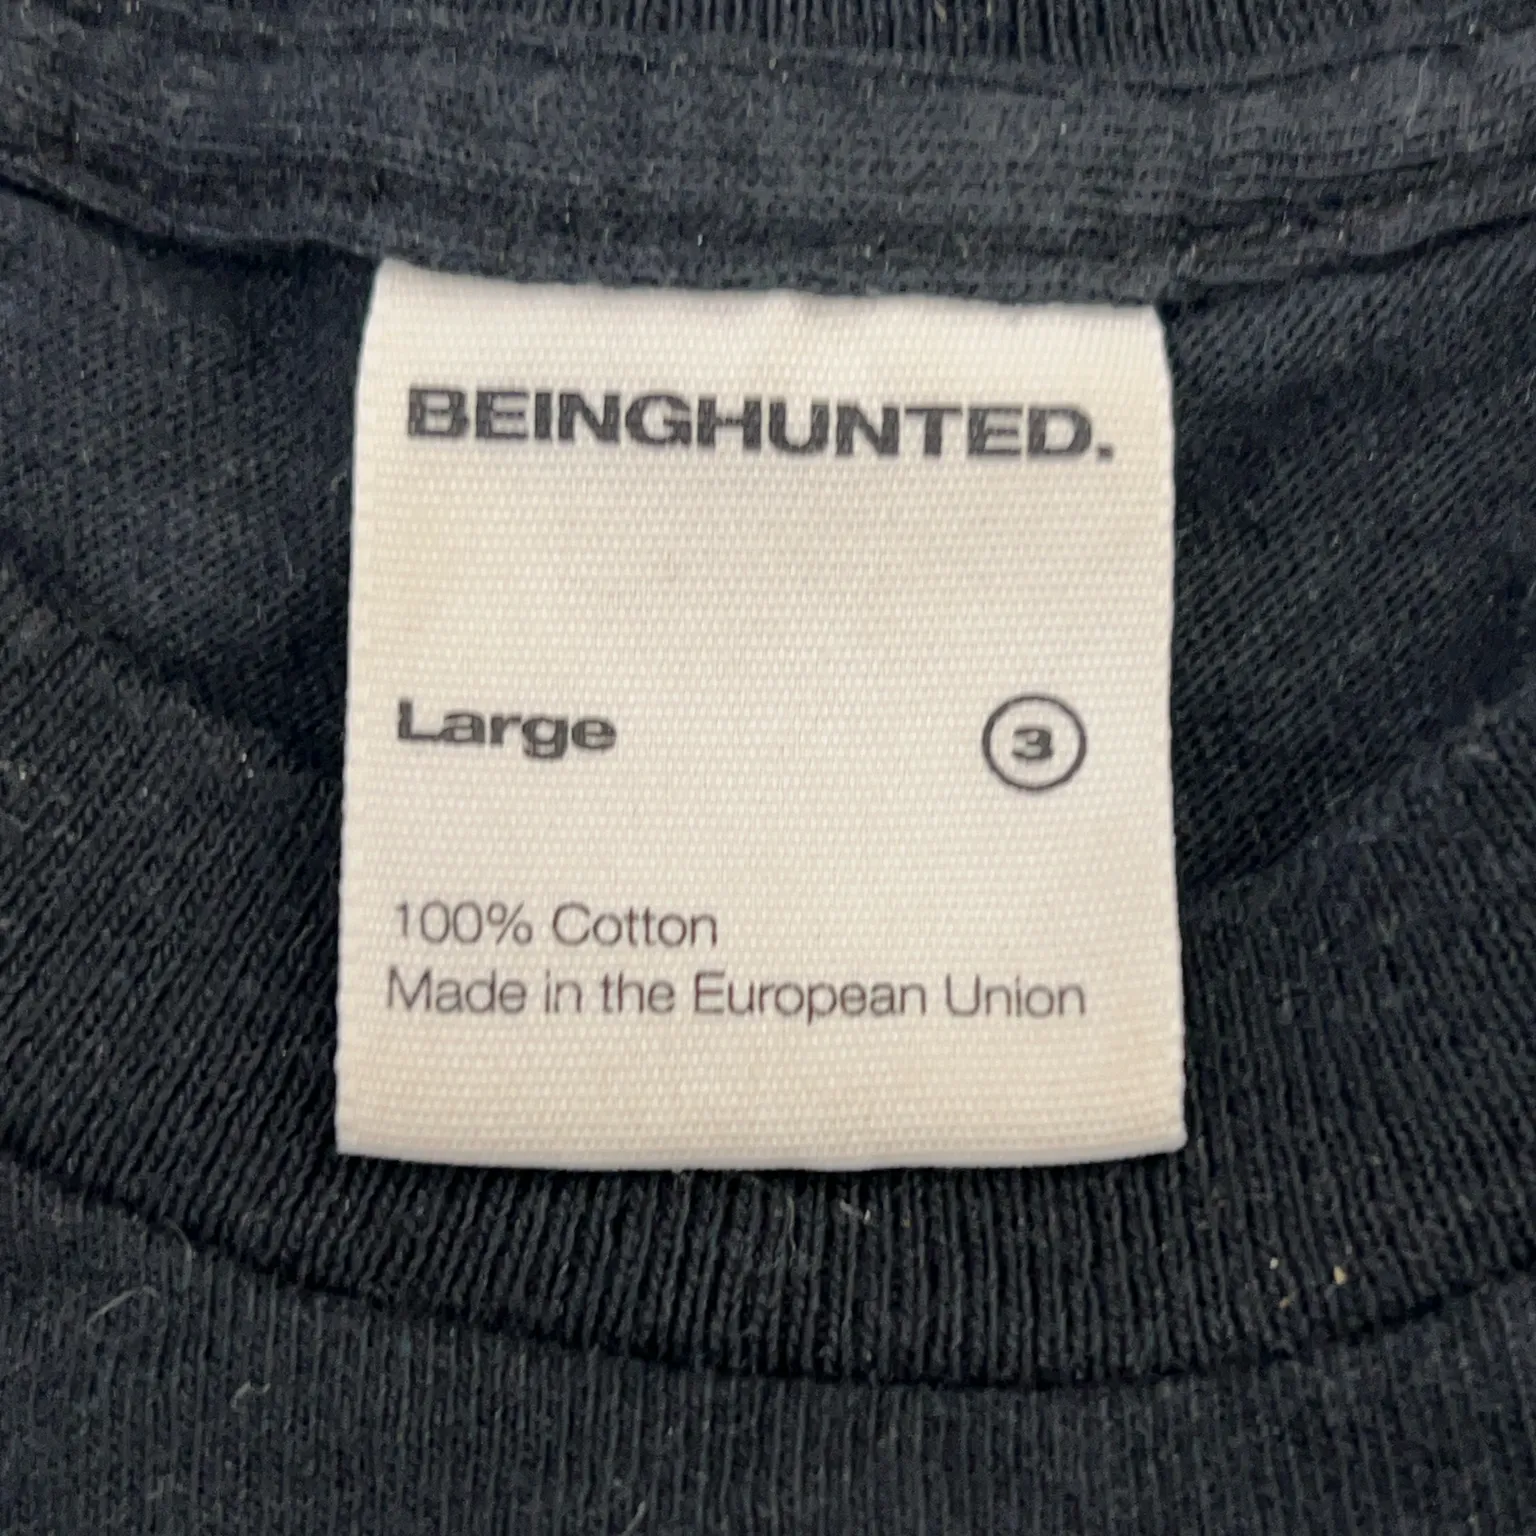 BEINGHUNTED.
Large 3
100% Cotton
Made in the European Union